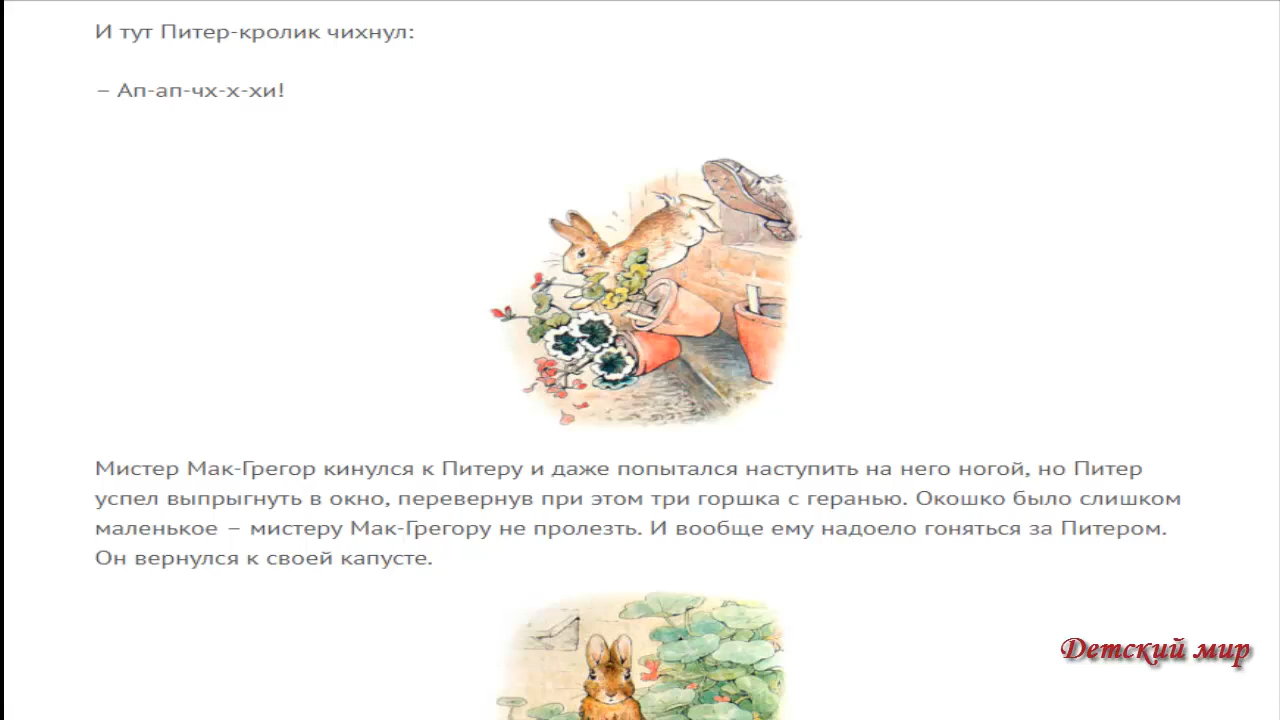 И тут Питер-кролик чихнул:
– Ап-ап-чх-х-хи!
Мистер Мак-Грегор кинулся к Питеру и даже попытался наступить на него ногой, но Питер
успел выпрыгнуть в окно, перевернув при этом три горшка с геранью. Окошко было слишком
маленькое – мистеру Мак-Грегору не пролезть. И вообще ему надоело гоняться за Питером.
Он вернулся к своей капусте.
Детский мир